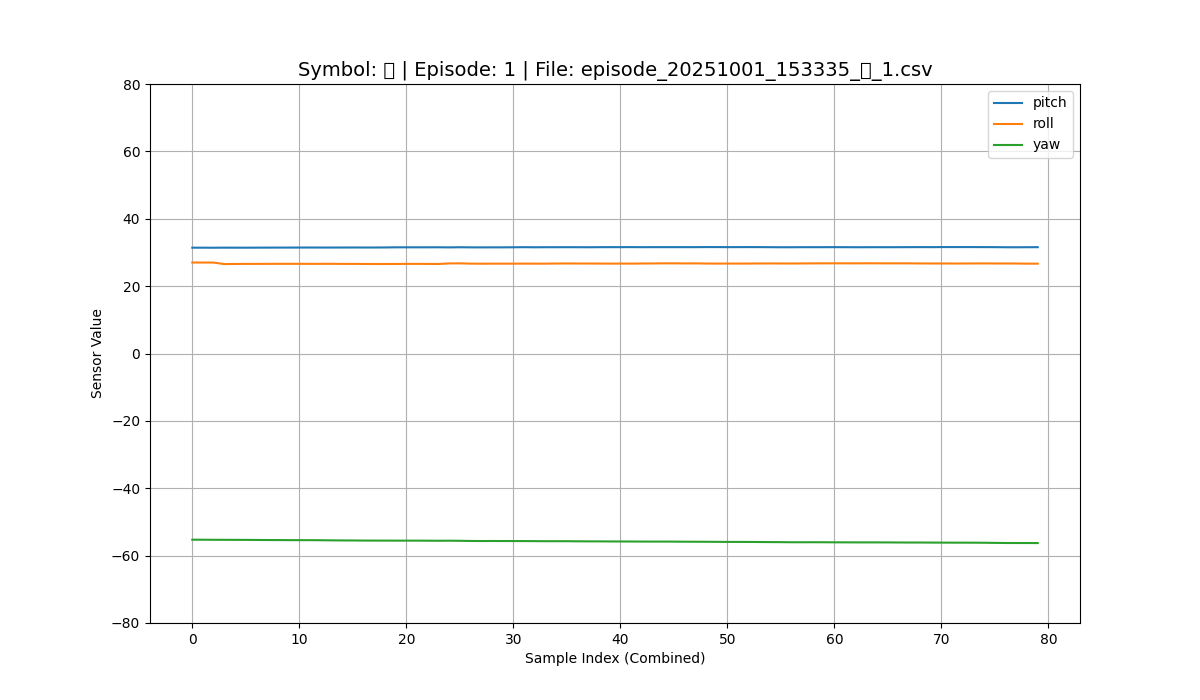 Symbol: ▯ | Episode: 1 | File: episode_20251001_153335_▯_1.csv
80
pitch
roll
yaw
60
40
20
0
−20
−40
−60
−80
Sensor Value
0 10 20 30 40 50 60 70 80
Sample Index (Combined)